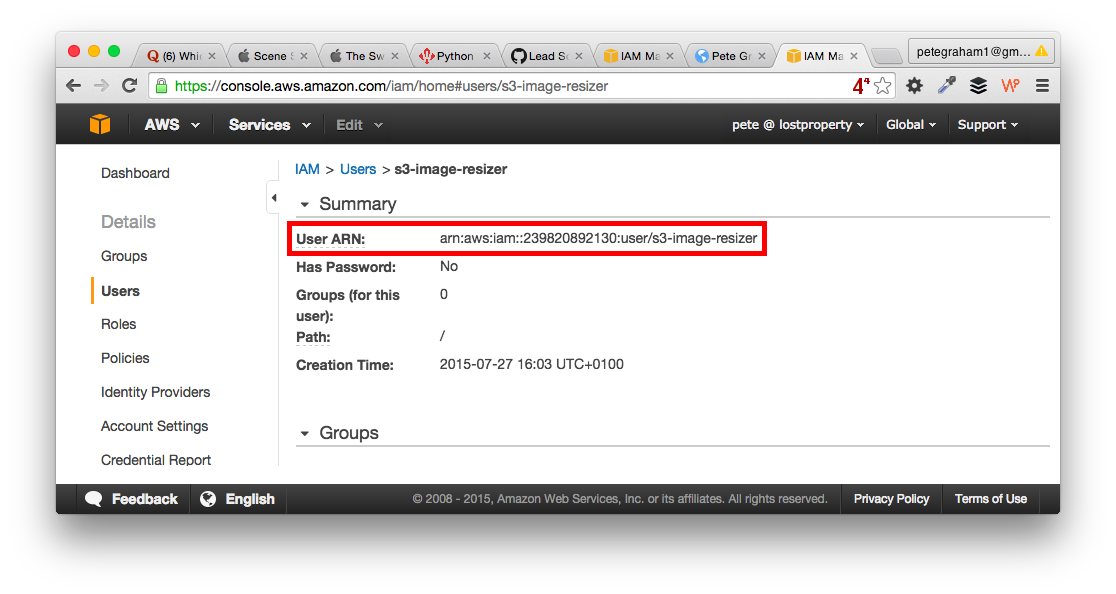 (6) Whi
Scene S
The Sw
Python
Lead Sc
IAM Ma
Pete Gr
IAM Ma
petegraham1@gm...
https://console.aws.amazon.com/iam/home#users/s3-image-resizer
4⁴
AWS Services Edit pete @ lostproperty Global Support
Dashboard
Details
Groups
Users
Roles
Policies
Identity Providers
Account Settings
Credential Report
IAM > Users > s3-image-resizer
Summary
User ARN: arn:aws:iam::239820892130:user/s3-image-resizer
Has Password: No
Groups (for this 0
user):
Path: /
Creation Time: 2015-07-27 16:03 UTC+0100
Groups
Feedback English © 2008 - 2015, Amazon Web Services, Inc. or its affiliates. All rights reserved. Privacy Policy Terms of Use